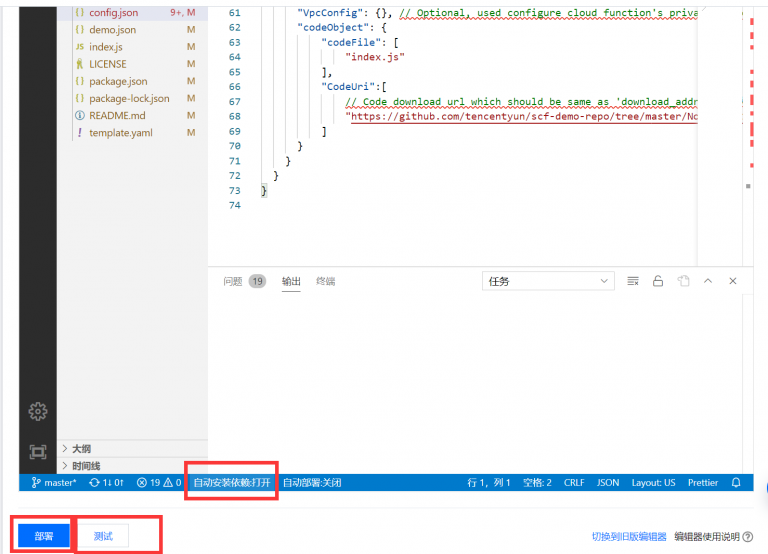 {} config.json 9+, M
{} demo.json M
JS index.js M
LICENSE M
{} package.json M
{} package-lock.json M
README.md M
! template.yaml M
61 "VpcConfig": {}, // Optional, used configure cloud function's priva
62 "codeObject": {
63 "codeFile": [
64 "index.js"
65 ],
66 "CodeUri":[
67 // Code download url which should be same as 'download_addr
68 "https://github.com/tencentyun/scf-demo-repo/tree/master/No
69 ]
70 }
71 }
72 }
73 }
74
问题 19 输出 终端 任务
大纲
时间线
master* 1↓ 0↑ 19 0 自动安装依赖:打开 自动部署:关闭 行 1，列 1 空格: 2 CRLF JSON Layout: US Prettier
部署 测试 切换到旧版编辑器 编辑器使用说明